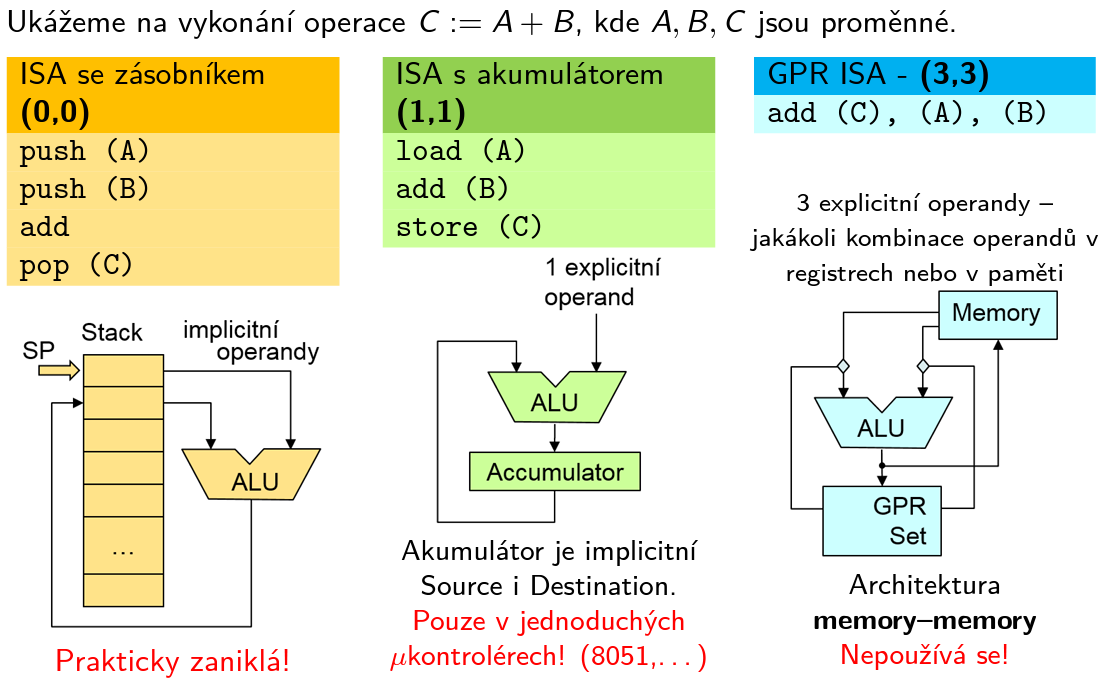 Ukážeme na vykonání operace C := A + B, kde A, B, C jsou proměnné.
ISA se zásobníkem
(0,0)
push (A)
push (B)
add
pop (C)
SP
Stack
implicitní
operandy
ALU
...
Prakticky zaniklá!
ISA s akumulátorem
(1,1)
load (A)
add (B)
store (C)
1 explicitní
operand
ALU
Accumulator
Akumulátor je implicitní
Source i Destination.
Pouze v jednoduchých
μkontrolérech! (8051,...)
GPR ISA - (3,3)
add (C), (A), (B)
3 explicitní operandy –
jakákoli kombinace operandů v
registrech nebo v paměti
Memory
ALU
GPR
Set
Architektura
memory–memory
Nepoužívá se!